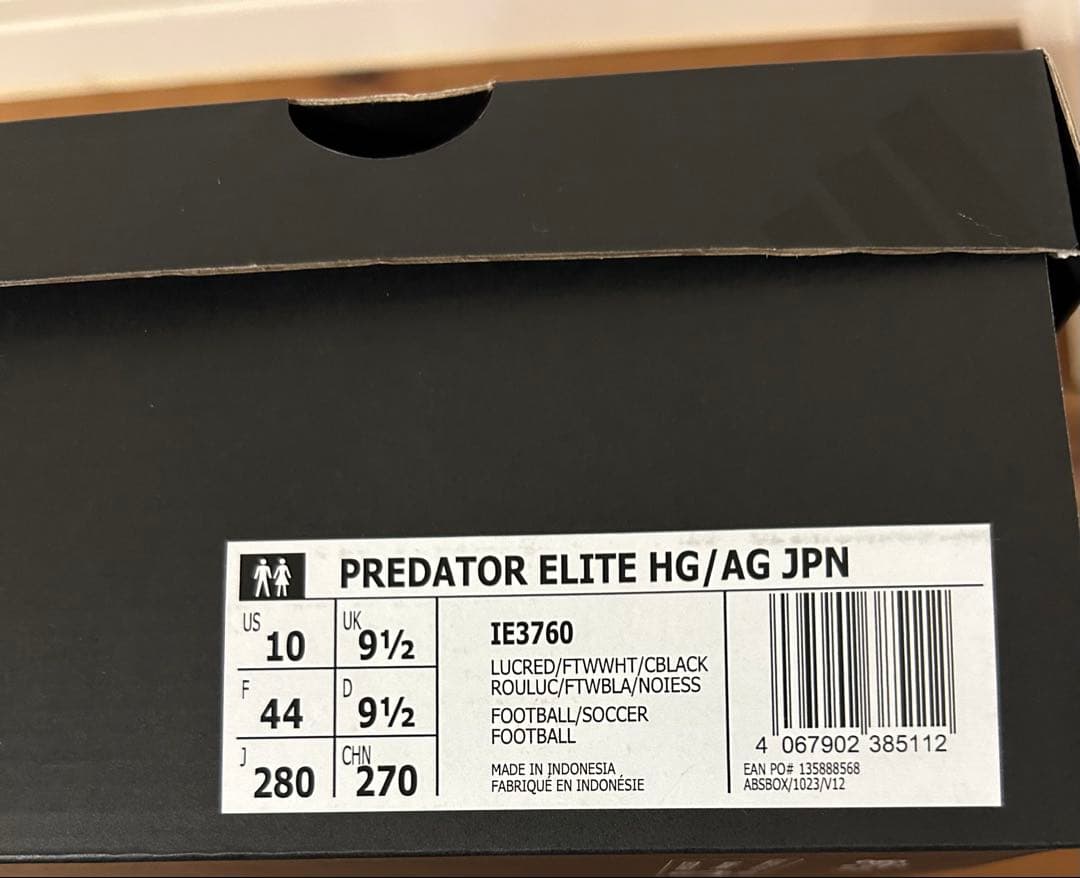 PREDATOR ELITE HG/AG JPN
US 10 UK 9½
F 44 D 9½
J 280 CHN 270
IE3760
LUCRED/FTWWHT/CBLACK
ROULUC/FTWBLA/NOIESS
FOOTBALL/SOCCER
FOOTBALL
MADE IN INDONESIA
FABRIQUÉ EN INDONÉSIE
4 067902 385112
EAN PO# 135888568
ABSBOX/1023/V12